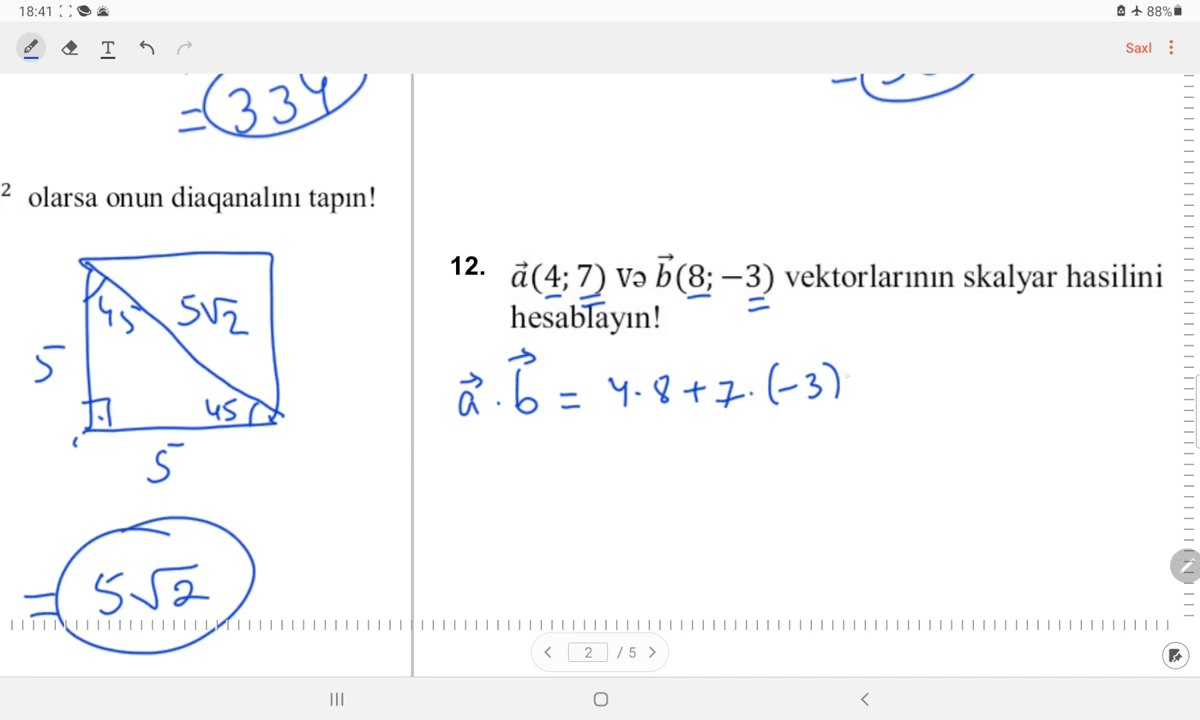 18:41
88%
T
Saxl
= 334
² olarsa onun diaqanalını tapın!
45 5√2
5
45
5
= 5√2
12. a⃗(4; 7) və b⃗(8; −3) vektorlarının skalyar hasilini
hesablayın!
a⃗ · b⃗ = 4·8+7·(−3)
2 / 5